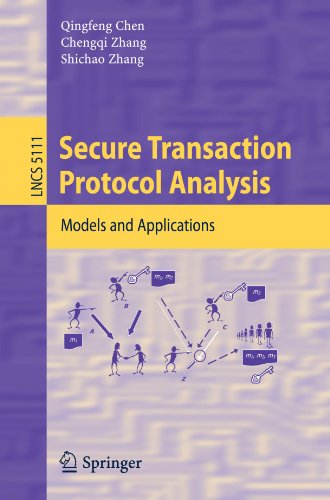 Qingfeng Chen
Chengqi Zhang
Shichao Zhang
LNCS 5111
Secure Transaction
Protocol Analysis
Models and Applications
A
B
C
E
Springer